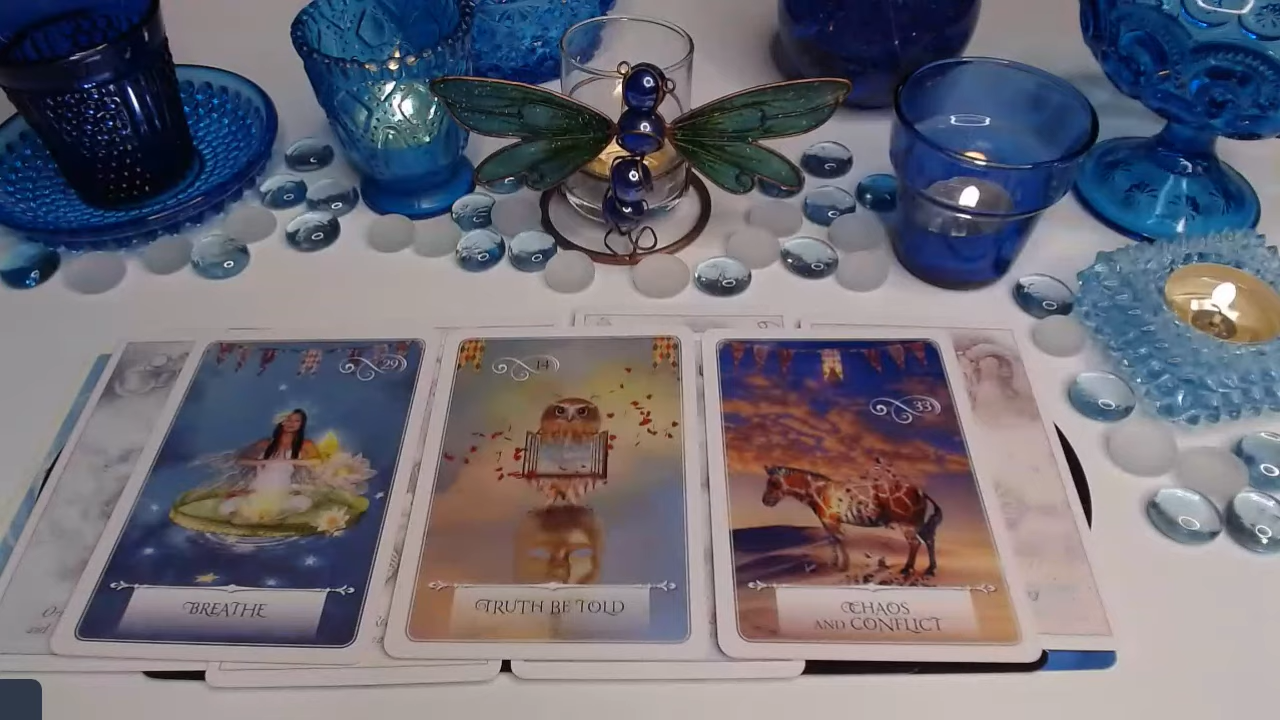 29
14
33
BREATHE
TRUTH BE TOLD
CHAOS
AND CONFLICT